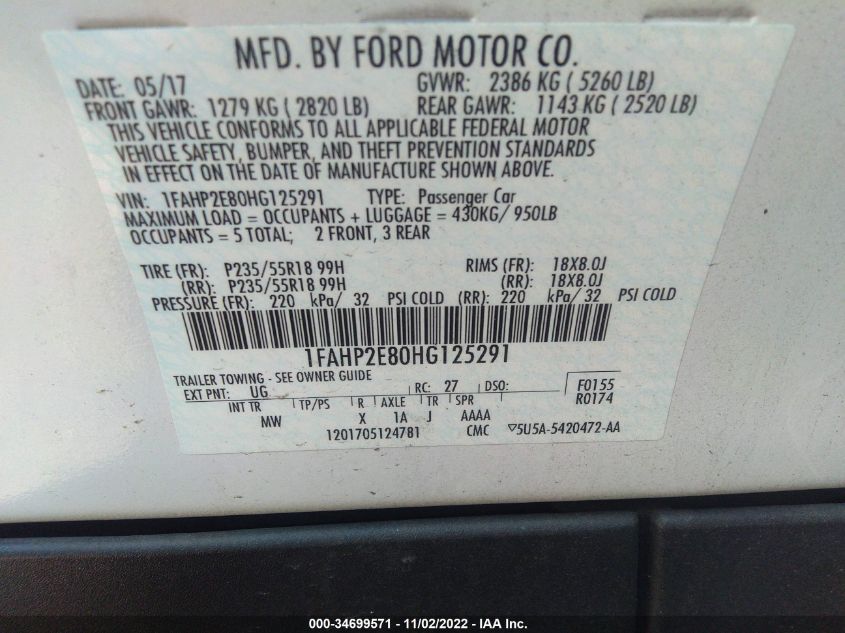 MFD. BY FORD MOTOR CO.
DATE: 05/17 GVWR: 2386 KG ( 5260 LB)
FRONT GAWR: 1279 KG ( 2820 LB) REAR GAWR: 1143 KG ( 2520 LB)
THIS VEHICLE CONFORMS TO ALL APPLICABLE FEDERAL MOTOR
VEHICLE SAFETY, BUMPER, AND THEFT PREVENTION STANDARDS
IN EFFECT ON THE DATE OF MANUFACTURE SHOWN ABOVE.
VIN: 1FAHP2E80HG125291 TYPE: Passenger Car
MAXIMUM LOAD = OCCUPANTS + LUGGAGE = 430KG/ 950LB
OCCUPANTS = 5 TOTAL; 2 FRONT, 3 REAR
TIRE (FR): P235/55R18 99H RIMS (FR): 18X8.0J
(RR): P235/55R18 99H (RR): 18X8.0J
PRESSURE (FR): 220 kPa/ 32 PSI COLD (RR): 220 kPa/ 32 PSI COLD
1FAHP2E80HG125291
TRAILER TOWING - SEE OWNER GUIDE
EXT PNT: UG RC: 27 DSO: F0155
INT TR TP/PS R AXLE TR SPR R0174
MW X 1A J AAAA
1201705124781 CMC ▽5U5A-5420472-AA
000-34699571 - 11/02/2022 - IAA Inc.